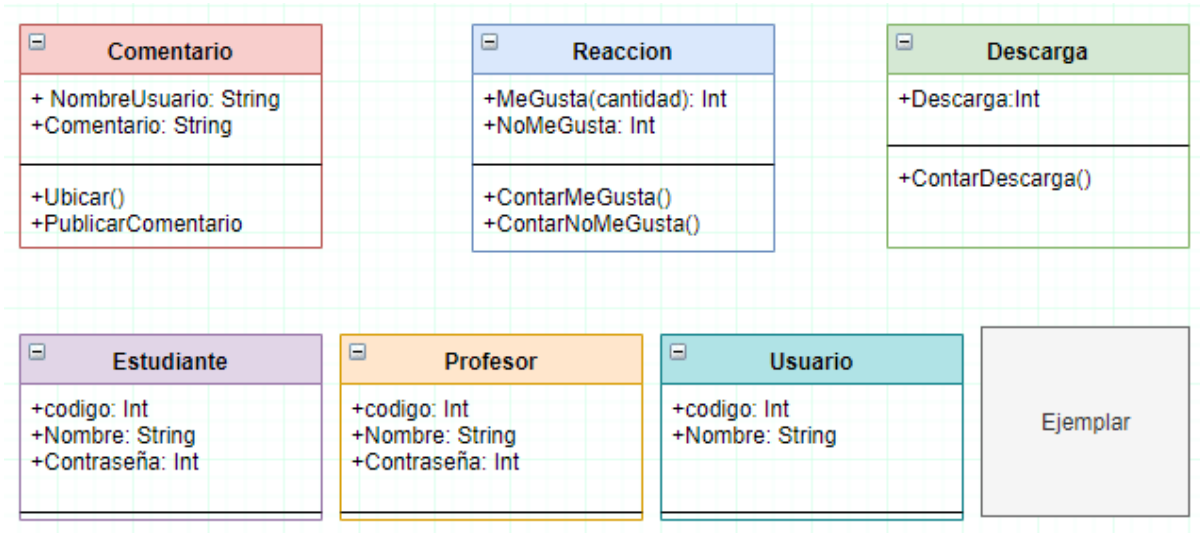 Comentario
+ NombreUsuario: String
+Comentario: String
+Ubicar()
+PublicarComentario
Reaccion
+MeGusta(cantidad): Int
+NoMeGusta: Int
+ContarMeGusta()
+ContarNoMeGusta()
Descarga
+Descarga:Int
+ContarDescarga()
Estudiante
+codigo: Int
+Nombre: String
+Contraseña: Int
Profesor
+codigo: Int
+Nombre: String
+Contraseña: Int
Usuario
+codigo: Int
+Nombre: String
Ejemplar